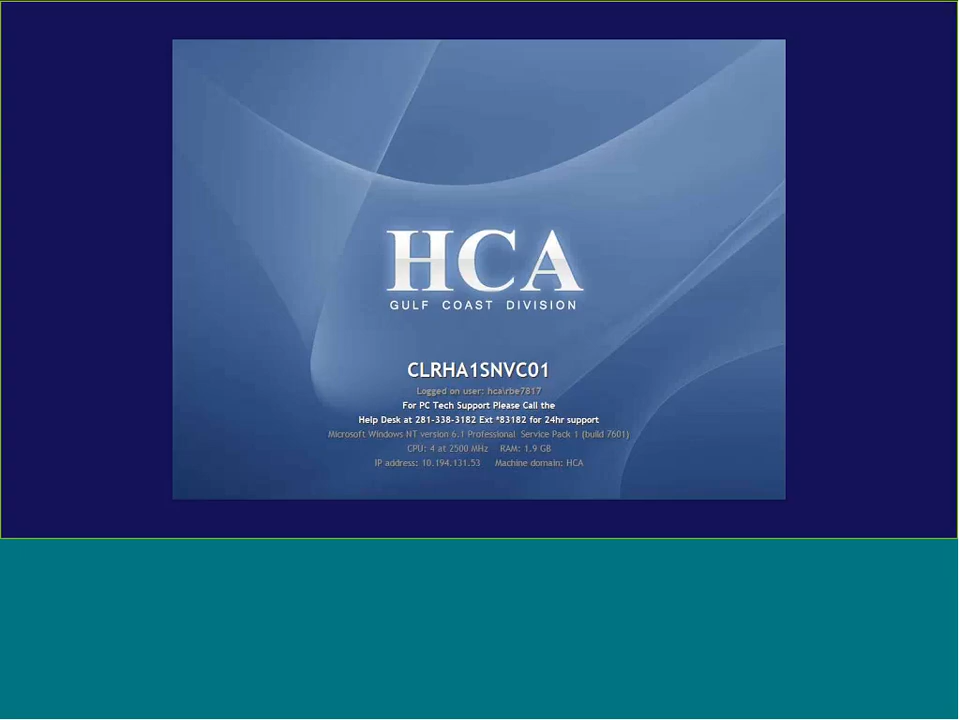 HCA
GULF COAST DIVISION
CLRHA1SNVC01
Logged on user: hca\rbe7817
For PC Tech Support Please Call the
Help Desk at 281-338-3182 Ext *83182 for 24hr support
Microsoft Windows NT version 6.1 Professional Service Pack 1 (build 7601)
CPU: 4 at 2500 MHz RAM: 1.9 GB
IP address: 10.194.131.53 Machine domain: HCA